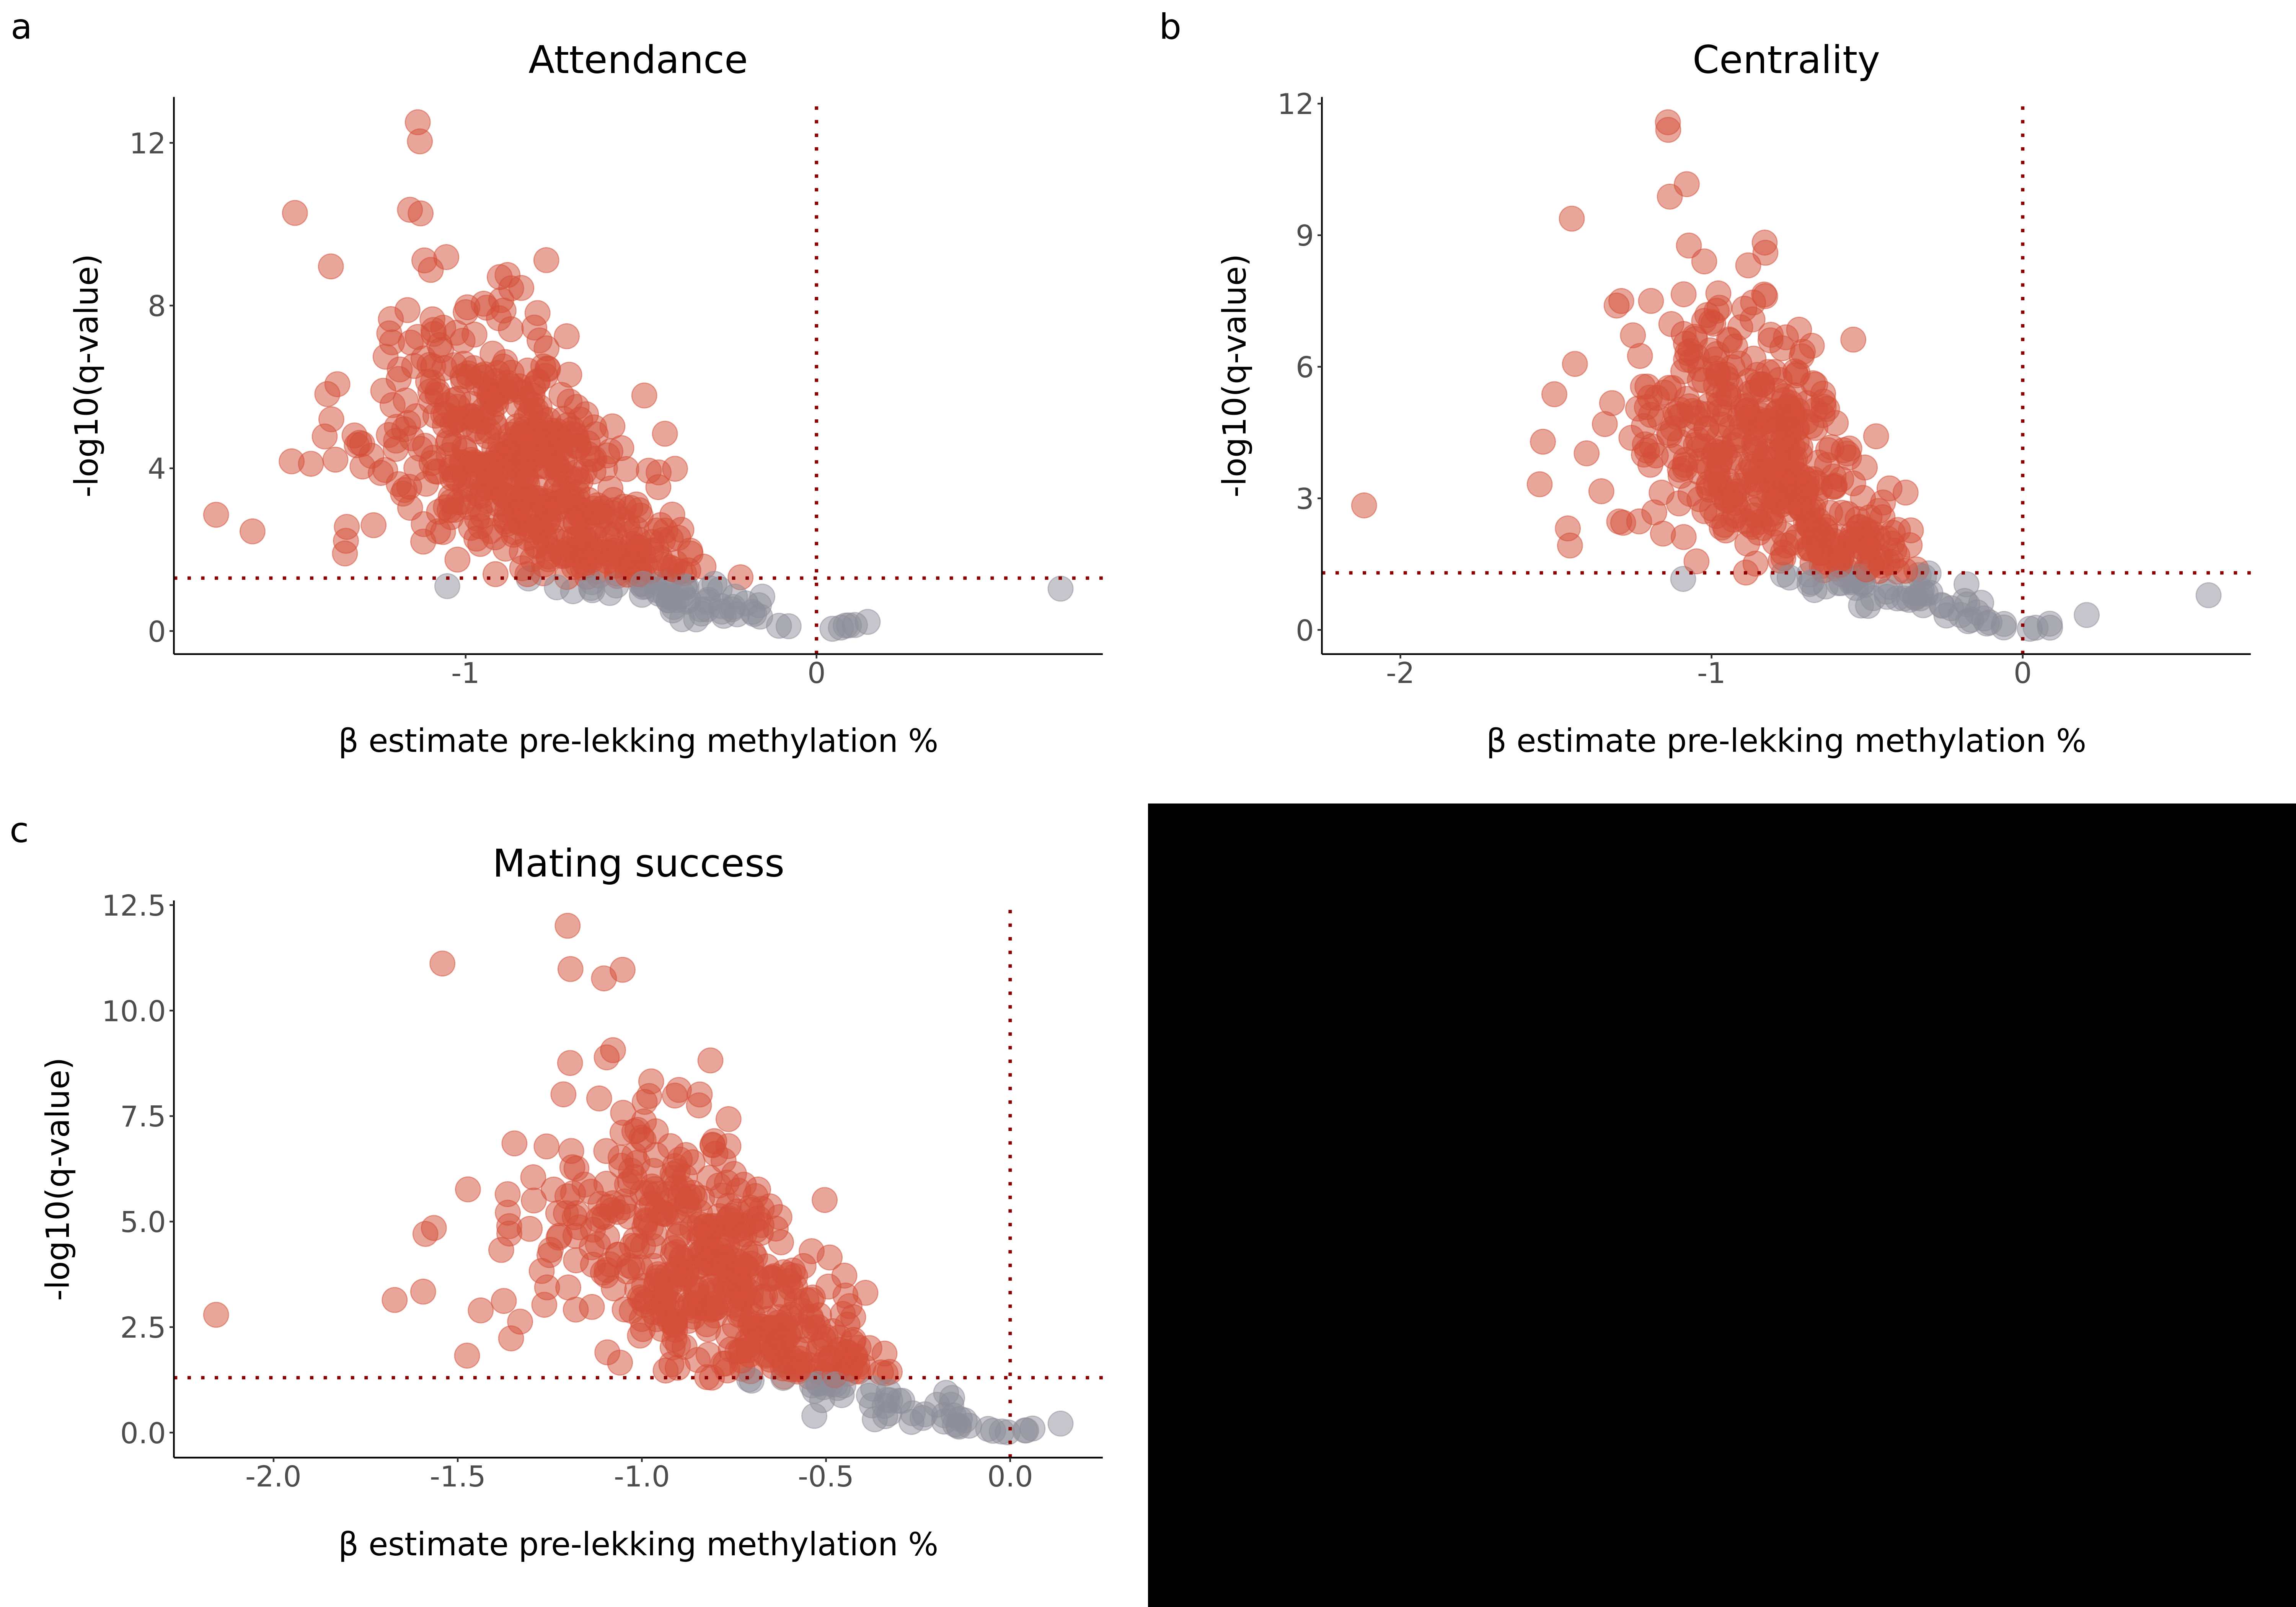 a
Attendance
-log10(q-value)
12
8
4
0
-1
0
β estimate pre-lekking methylation %
b
Centrality
-log10(q-value)
12
9
6
3
0
-2
-1
0
β estimate pre-lekking methylation %
c
Mating success
-log10(q-value)
12.5
10.0
7.5
5.0
2.5
0.0
-2.0
-1.5
-1.0
-0.5
0.0
β estimate pre-lekking methylation %